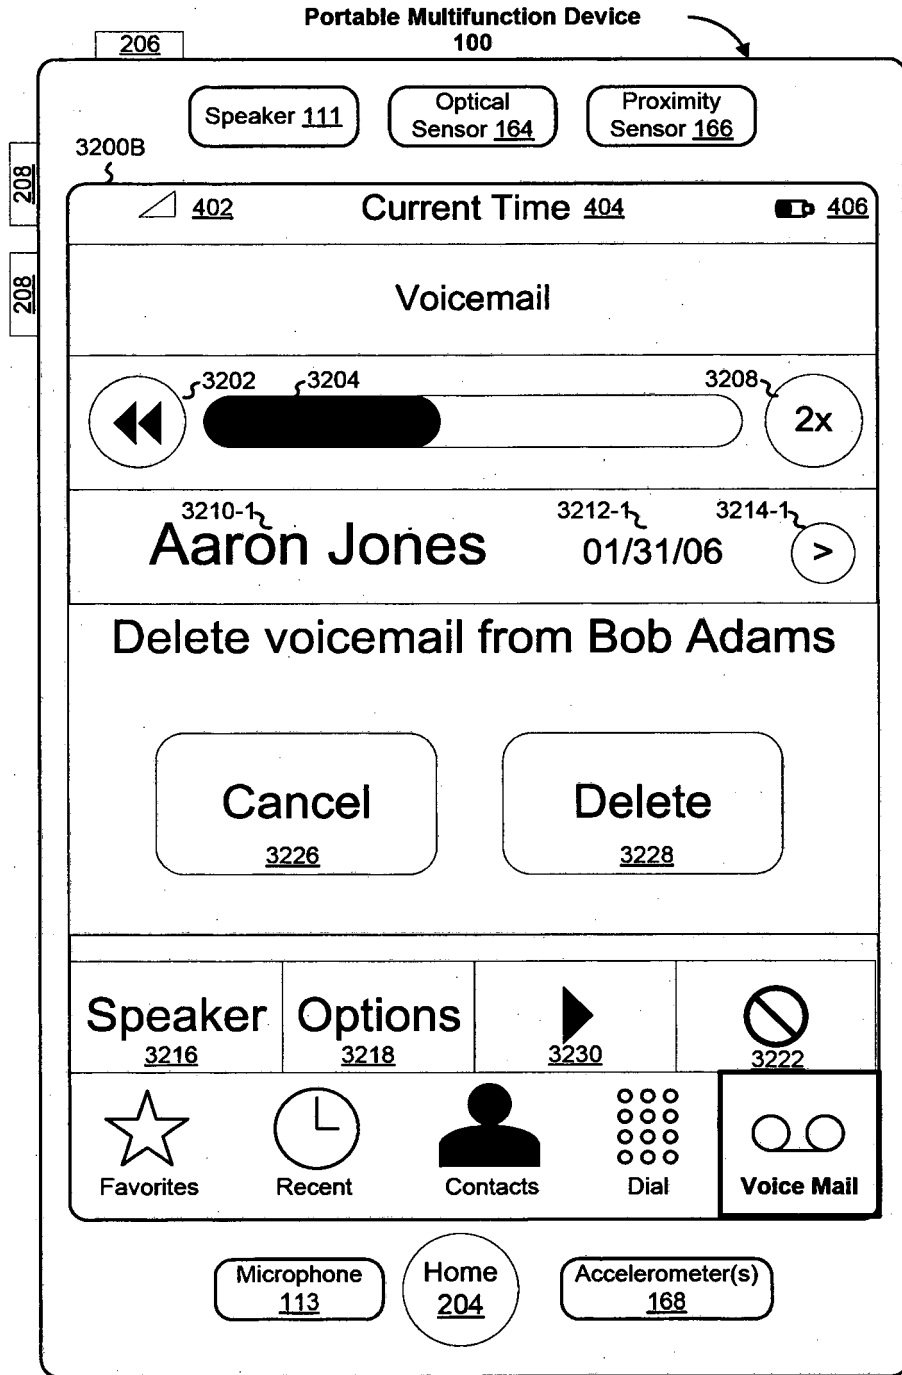 Portable Multifunction Device
100
206
Speaker 111
Optical
Sensor 164
Proximity
Sensor 166
3200B
208
208
402
Current Time 404
406
Voicemail
3202
3204
3208
2x
3210-1
3212-1
3214-1
Aaron Jones
01/31/06
>
Delete voicemail from Bob Adams
Cancel
3226
Delete
3228
Speaker
3216
Options
3218
3230
3222
Favorites
Recent
Contacts
Dial
Voice Mail
Microphone
113
Home
204
Accelerometer(s)
168